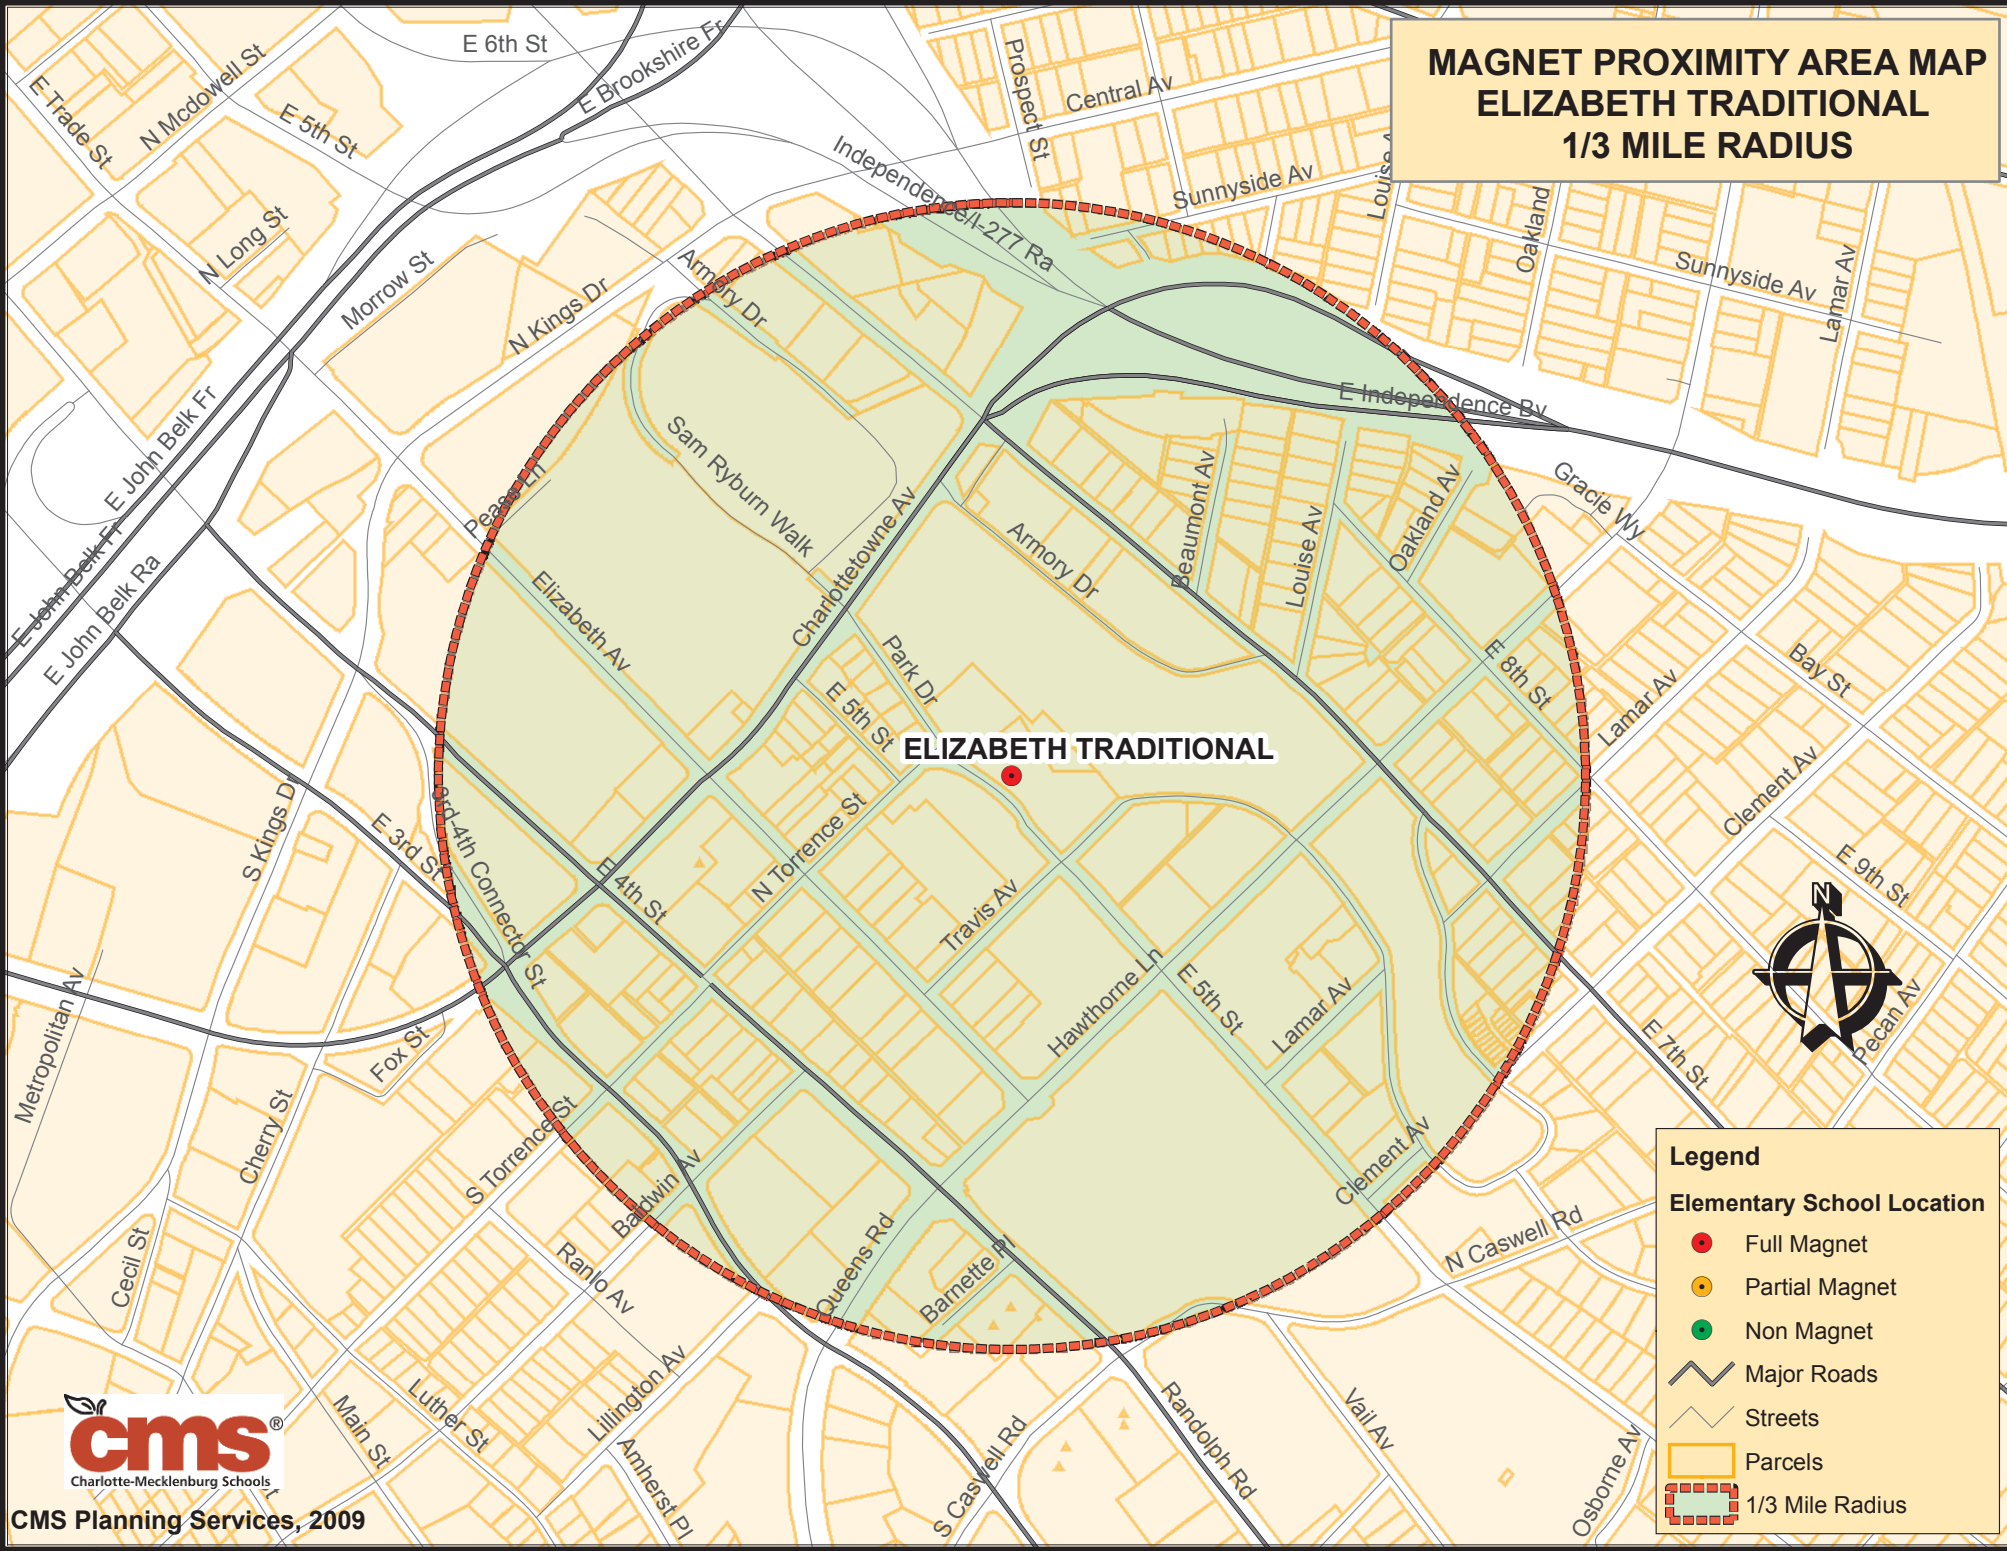 MAGNET PROXIMITY AREA MAP
ELIZABETH TRADITIONAL
1/3 MILE RADIUS
E 6th St
E Brookshire Fr
Prospect St
Central Av
N Mcdowell St
E Trade St
E 5th St
Independence/I-277 Ra
Sunnyside Av
Louise A
Oakland
Sunnyside Av
Lamar Av
N Long St
Morrow St
N Kings Dr
Armory Dr
E Independence Bv
E John Belk Fr
Peass Ln
Sam Ryburn Walk
Charlottetowne Av
Armory Dr
Beaumont Av
Louise Av
Oakland Av
Gracie Wy
E John Belk Fr
E John Belk Ra
Elizabeth Av
Park Dr
E 5th St
E 8th St
Lamar Av
Bay St
ELIZABETH TRADITIONAL
Clement Av
S Kings Dr
E 3rd St
3rd-4th Connector St
E 4th St
N Torrence St
Travis Av
E 9th St
N
Metropolitan Av
Fox St
Hawthorne Ln
E 5th St
Lamar Av
E 7th St
Pecan Av
Cherry St
S Torrence St
Baldwin Av
Clement Av
N Caswell Rd
Cecil St
Ranlo Av
Queens Rd
Barnette Pl
Main St
Luther St
Lillington Av
Amherst Pl
S Caswell Rd
Randolph Rd
Vail Av
Osborne Av
Legend
Elementary School Location
Full Magnet
Partial Magnet
Non Magnet
Major Roads
Streets
Parcels
1/3 Mile Radius
cms®
Charlotte-Mecklenburg Schools
CMS Planning Services, 2009